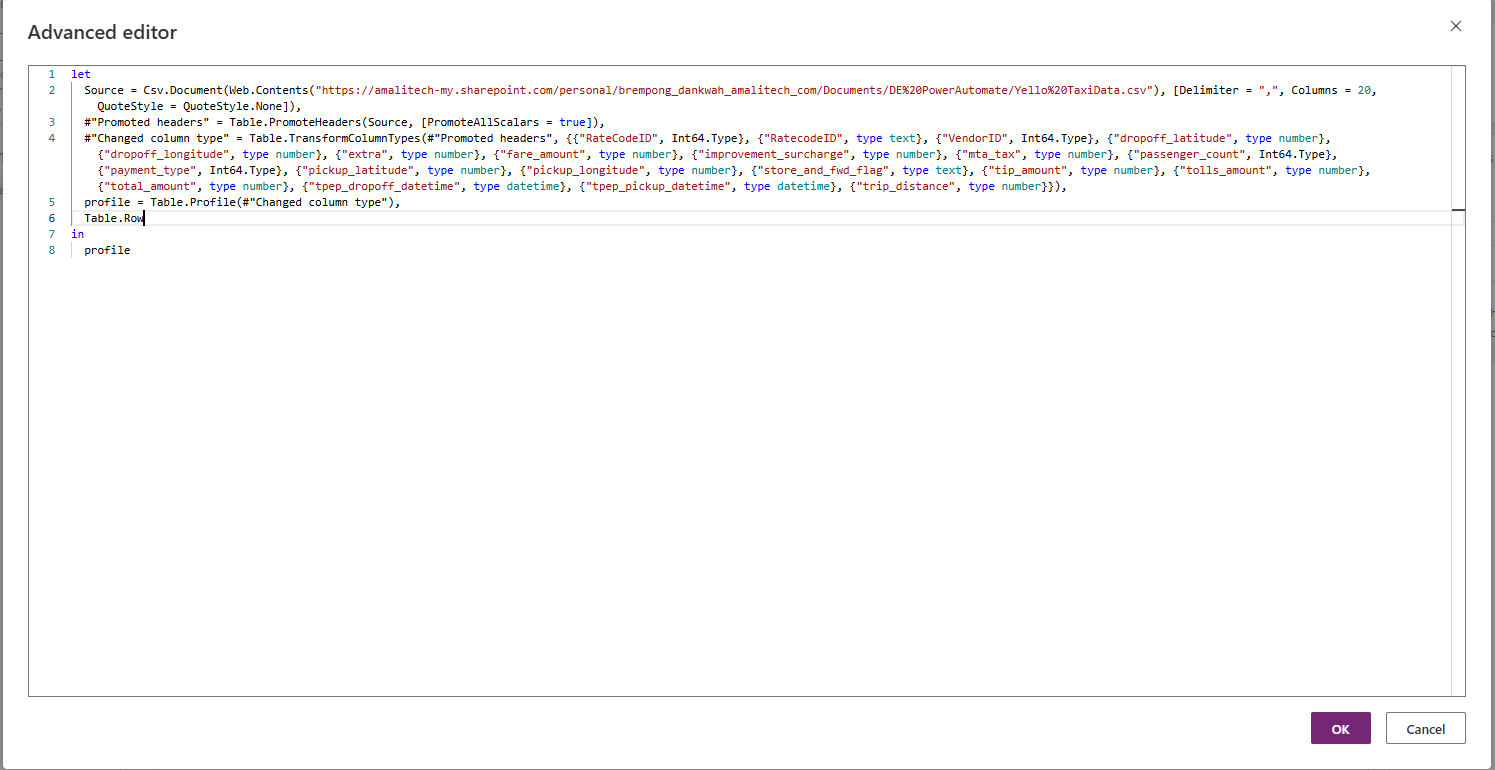 Advanced editor
1 let
2 Source = Csv.Document(Web.Contents("https://amalitech-my.sharepoint.com/personal/brempong_dankwah_amalitech_com/Documents/DE%20PowerAutomate/Yello%20TaxiData.csv"), [Delimiter = ",", Columns = 20,
QuoteStyle = QuoteStyle.None]),
3 #"Promoted headers" = Table.PromoteHeaders(Source, [PromoteAllScalars = true]),
4 #"Changed column type" = Table.TransformColumnTypes(#"Promoted headers", {{"RateCodeID", Int64.Type}, {"RatecodeID", type text}, {"VendorID", Int64.Type}, {"dropoff_latitude", type number},
{"dropoff_longitude", type number}, {"extra", type number}, {"fare_amount", type number}, {"improvement_surcharge", type number}, {"mta_tax", type number}, {"passenger_count", Int64.Type},
{"payment_type", Int64.Type}, {"pickup_latitude", type number}, {"pickup_longitude", type number}, {"store_and_fwd_flag", type text}, {"tip_amount", type number}, {"tolls_amount", type number},
{"total_amount", type number}, {"tpep_dropoff_datetime", type datetime}, {"tpep_pickup_datetime", type datetime}, {"trip_distance", type number}}),
5 profile = Table.Profile(#"Changed column type"),
6 Table.Row
7 in
8 profile
OK Cancel